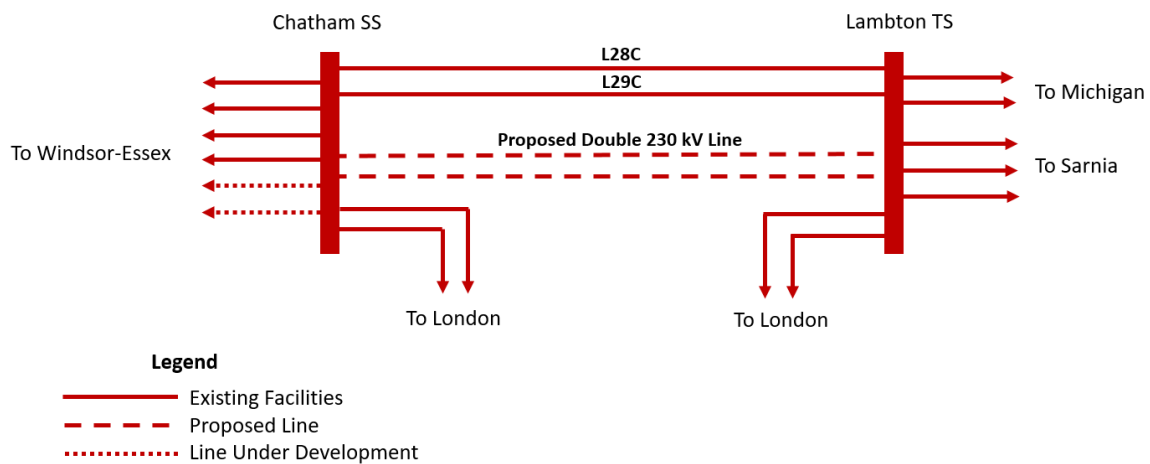 Chatham SS
Lambton TS
L28C
L29C
To Michigan
Proposed Double 230 kV Line
To Windsor-Essex
To Sarnia
To London
To London
Legend
Existing Facilities
Proposed Line
Line Under Development